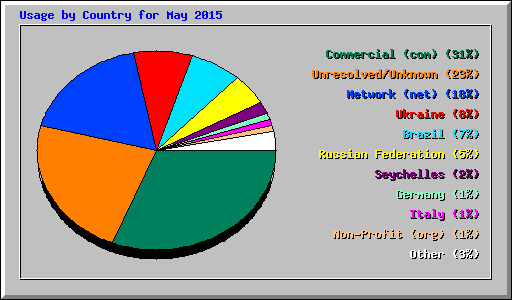 Usage by Country for May 2015
Commercial (com) (31%)
Unresolved/Unknown (23%)
Network (net) (18%)
Ukraine (8%)
Brazil (7%)
Russian Federation (5%)
Seychelles (2%)
Germany (1%)
Italy (1%)
Non-Profit (org) (1%)
Other (3%)